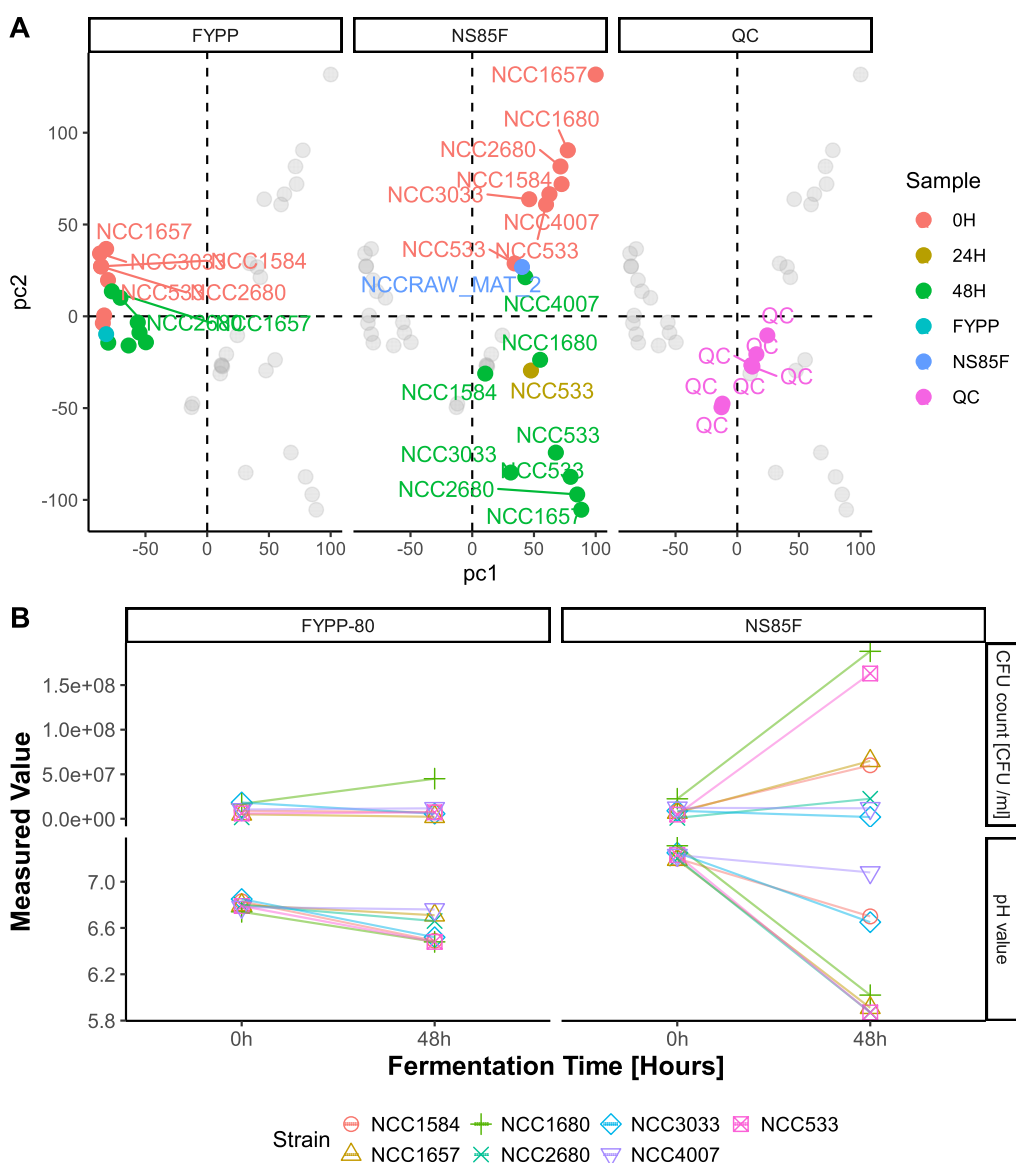 A
FYPP
NS85F
QC
pc2
100
50
0
-50
-100
NCC1657
NCC3033
NCC1584
NCC533
NCC2680
NCC2680
NCC1657
NCC1657
NCC1680
NCC2680
NCC1584
NCC3033
NCC4007
NCC533
NCC533
NCCRAW_MAT_2
NCC4007
NCC1680
NCC1584
NCC533
NCC533
NCC3033
NCC533
NCC2680
NCC1657
QC
QC
QC
QC
QC
QC
QC
-50
0
50
100
-50
0
50
100
-50
0
50
100
pc1
Sample
0H
24H
48H
FYPP
NS85F
QC
B
FYPP-80
NS85F
Measured Value
1.5e+08
1.0e+08
5.0e+07
0.0e+00
CFU count [CFU /ml]
7.0
6.6
6.2
5.8
pH value
0h
48h
0h
48h
Fermentation Time [Hours]
Strain
NCC1584
NCC1680
NCC3033
NCC533
NCC1657
NCC2680
NCC4007